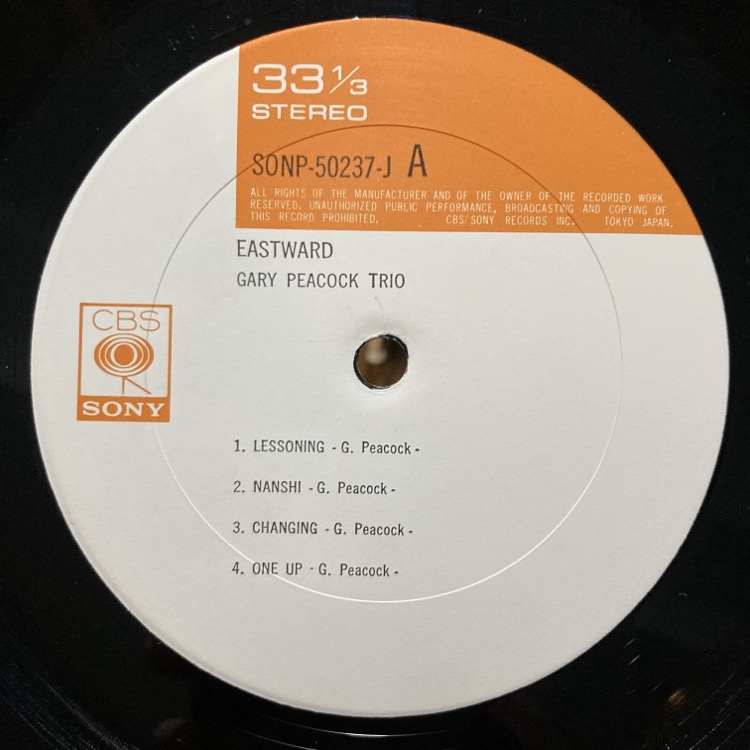 33 1/3
STEREO
SONP-50237-J A
ALL RIGHTS OF THE MANUFACTURER AND OF THE OWNER OF THE RECORDED WORK
RESERVED. UNAUTHORIZED PUBLIC PERFORMANCE, BROADCASTING AND COPYING OF
THIS RECORD PROHIBITED. CBS/SONY RECORDS INC. TOKYO JAPAN.
EASTWARD
GARY PEACOCK TRIO
CBS
SONY
1. LESSONING - G. Peacock -
2. NANSHI - G. Peacock -
3. CHANGING - G. Peacock -
4. ONE UP - G. Peacock -